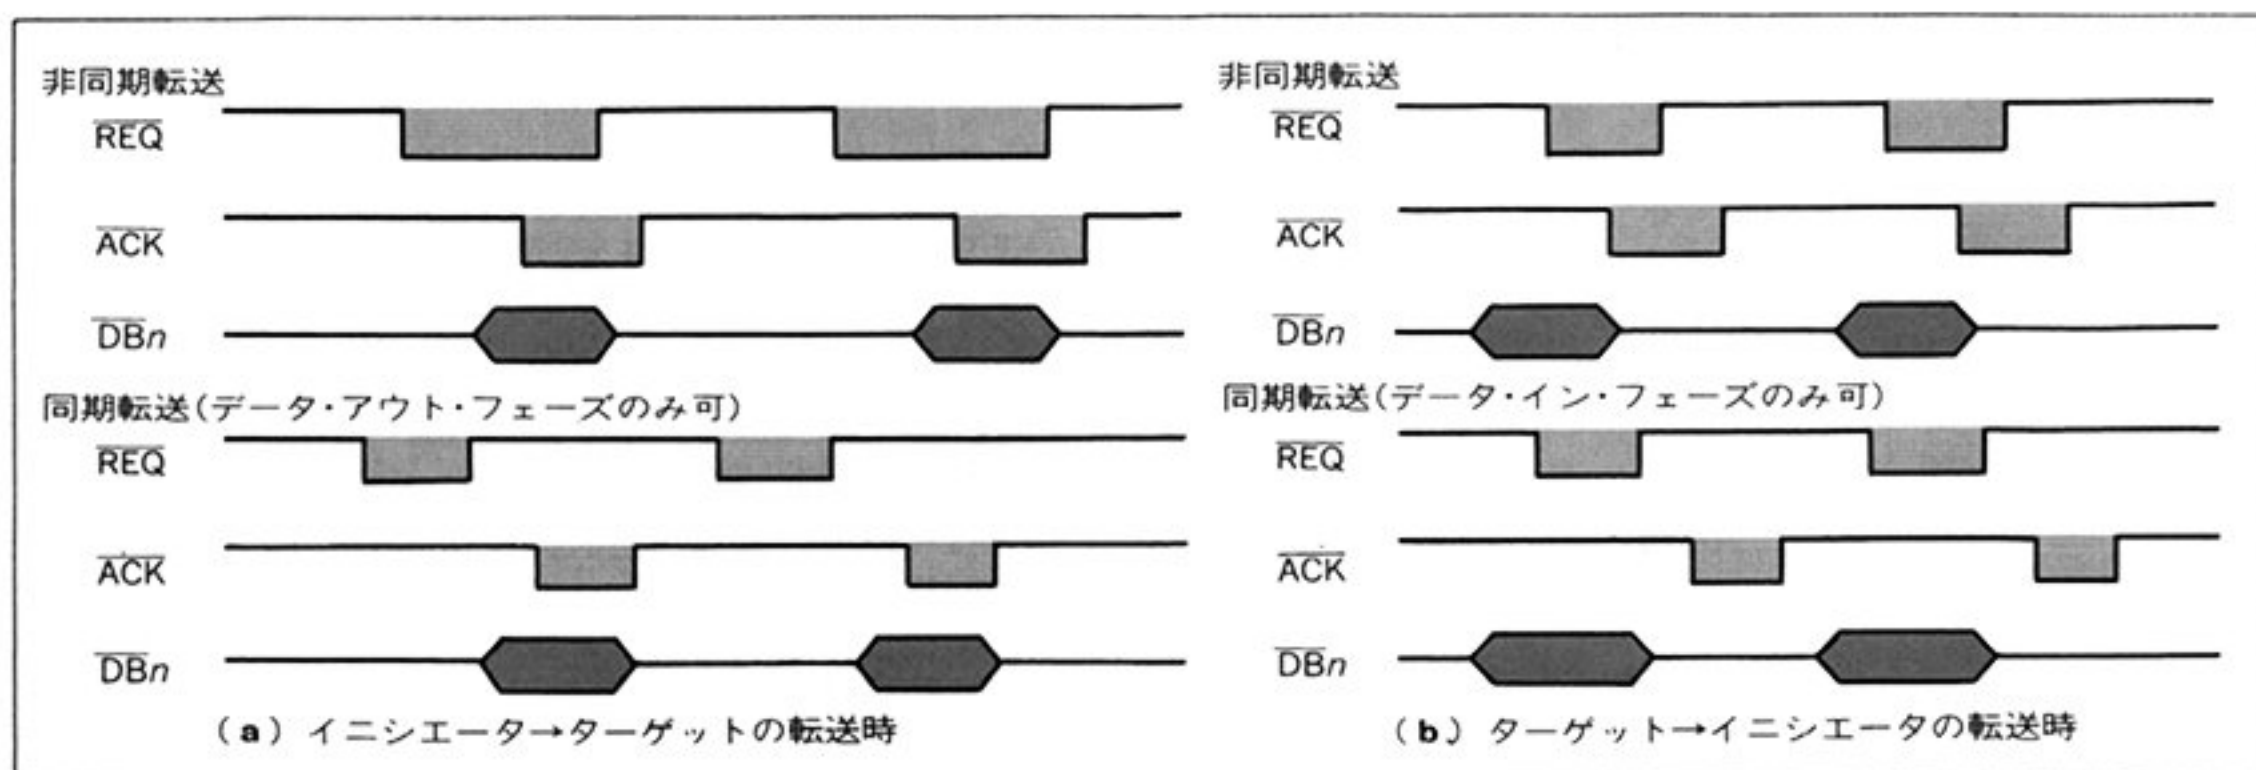 非同期転送
REQ
ACK
DBn
同期転送(データ・アウト・フェーズのみ可)
REQ
ACK
DBn
(a) イニシエータ→ターゲットの転送時
非同期転送
REQ
ACK
DBn
同期転送(データ・イン・フェーズのみ可)
REQ
ACK
DBn
(b) ターゲット→イニシエータの転送時